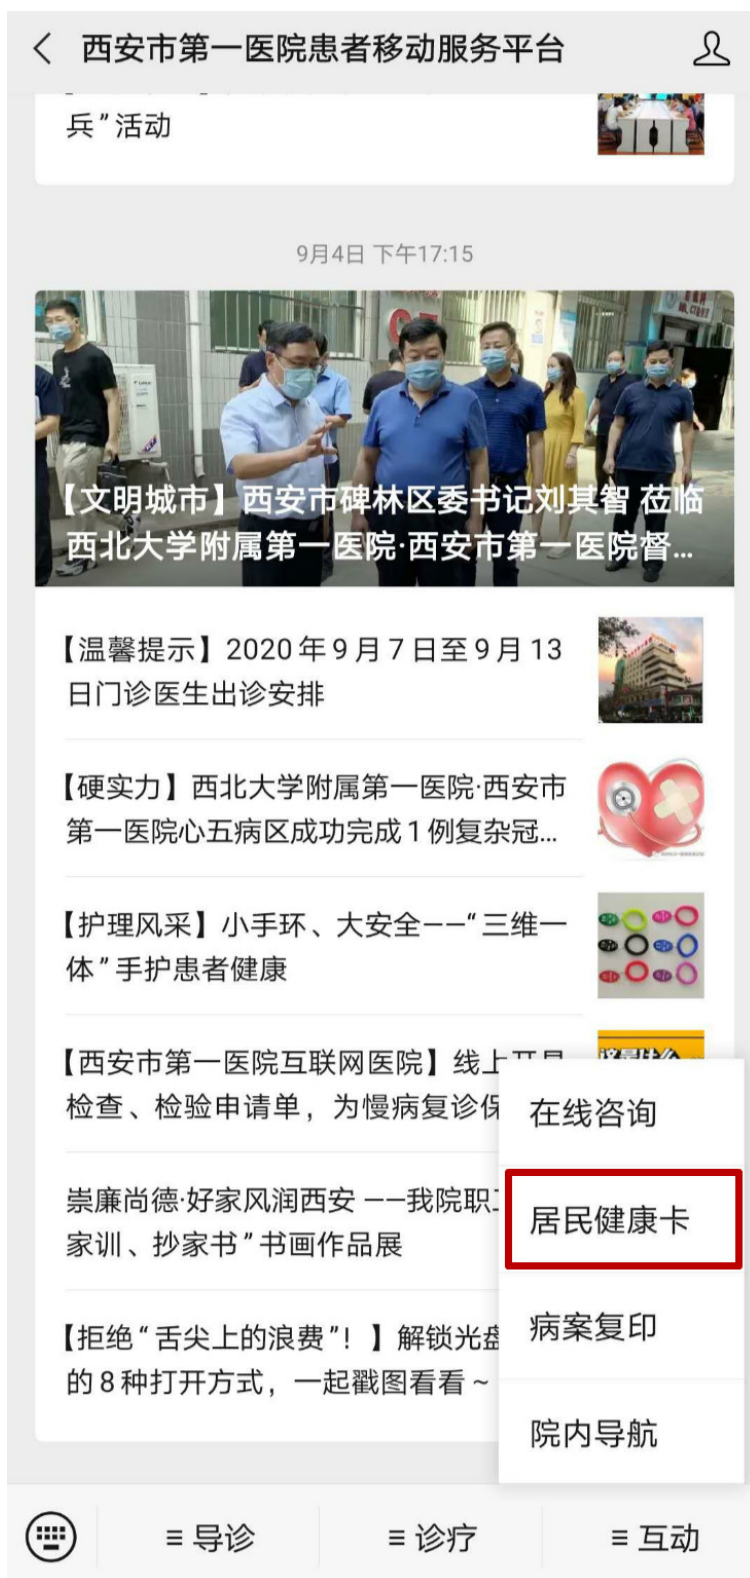 西安市第一医院患者移动服务平台
兵”活动
9月4日 下午17:15
【文明城市】西安市碑林区委书记刘其智 莅临
西北大学附属第一医院·西安市第一医院督...
【温馨提示】2020年9月7日至9月13
日门诊医生出诊安排
【硬实力】西北大学附属第一医院·西安市
第一医院心五病区成功完成1例复杂冠...
【护理风采】小手环、大安全——“三维一
体”手护患者健康
【西安市第一医院互联网医院】线上开具
检查、检验申请单，为慢病复诊保
崇廉尚德·好家风润西安 ——我院职工
家训、抄家书”书画作品展
【拒绝“舌尖上的浪费”！】解锁光盘
的8种打开方式，一起戳图看看～
在线咨询
居民健康卡
病案复印
院内导航
≡ 导诊
≡ 诊疗
≡ 互动